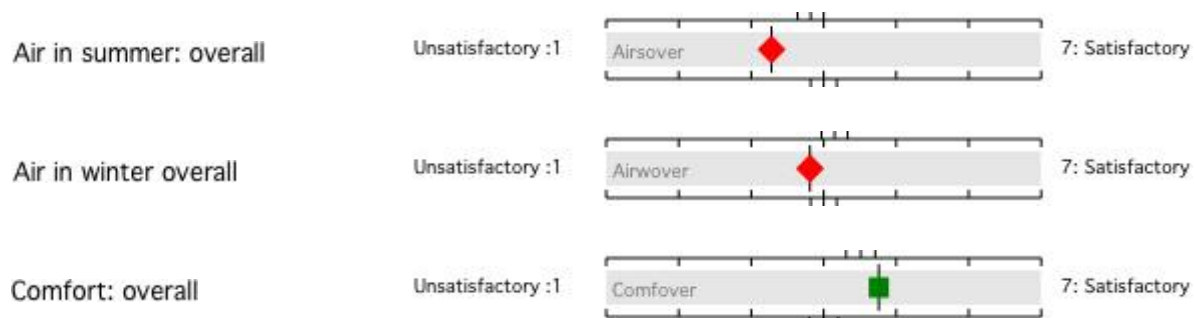 Air in summer: overall Unsatisfactory :1 Airsover 7: Satisfactory
Air in winter overall Unsatisfactory :1 Airwover 7: Satisfactory
Comfort: overall Unsatisfactory :1 Comfover 7: Satisfactory